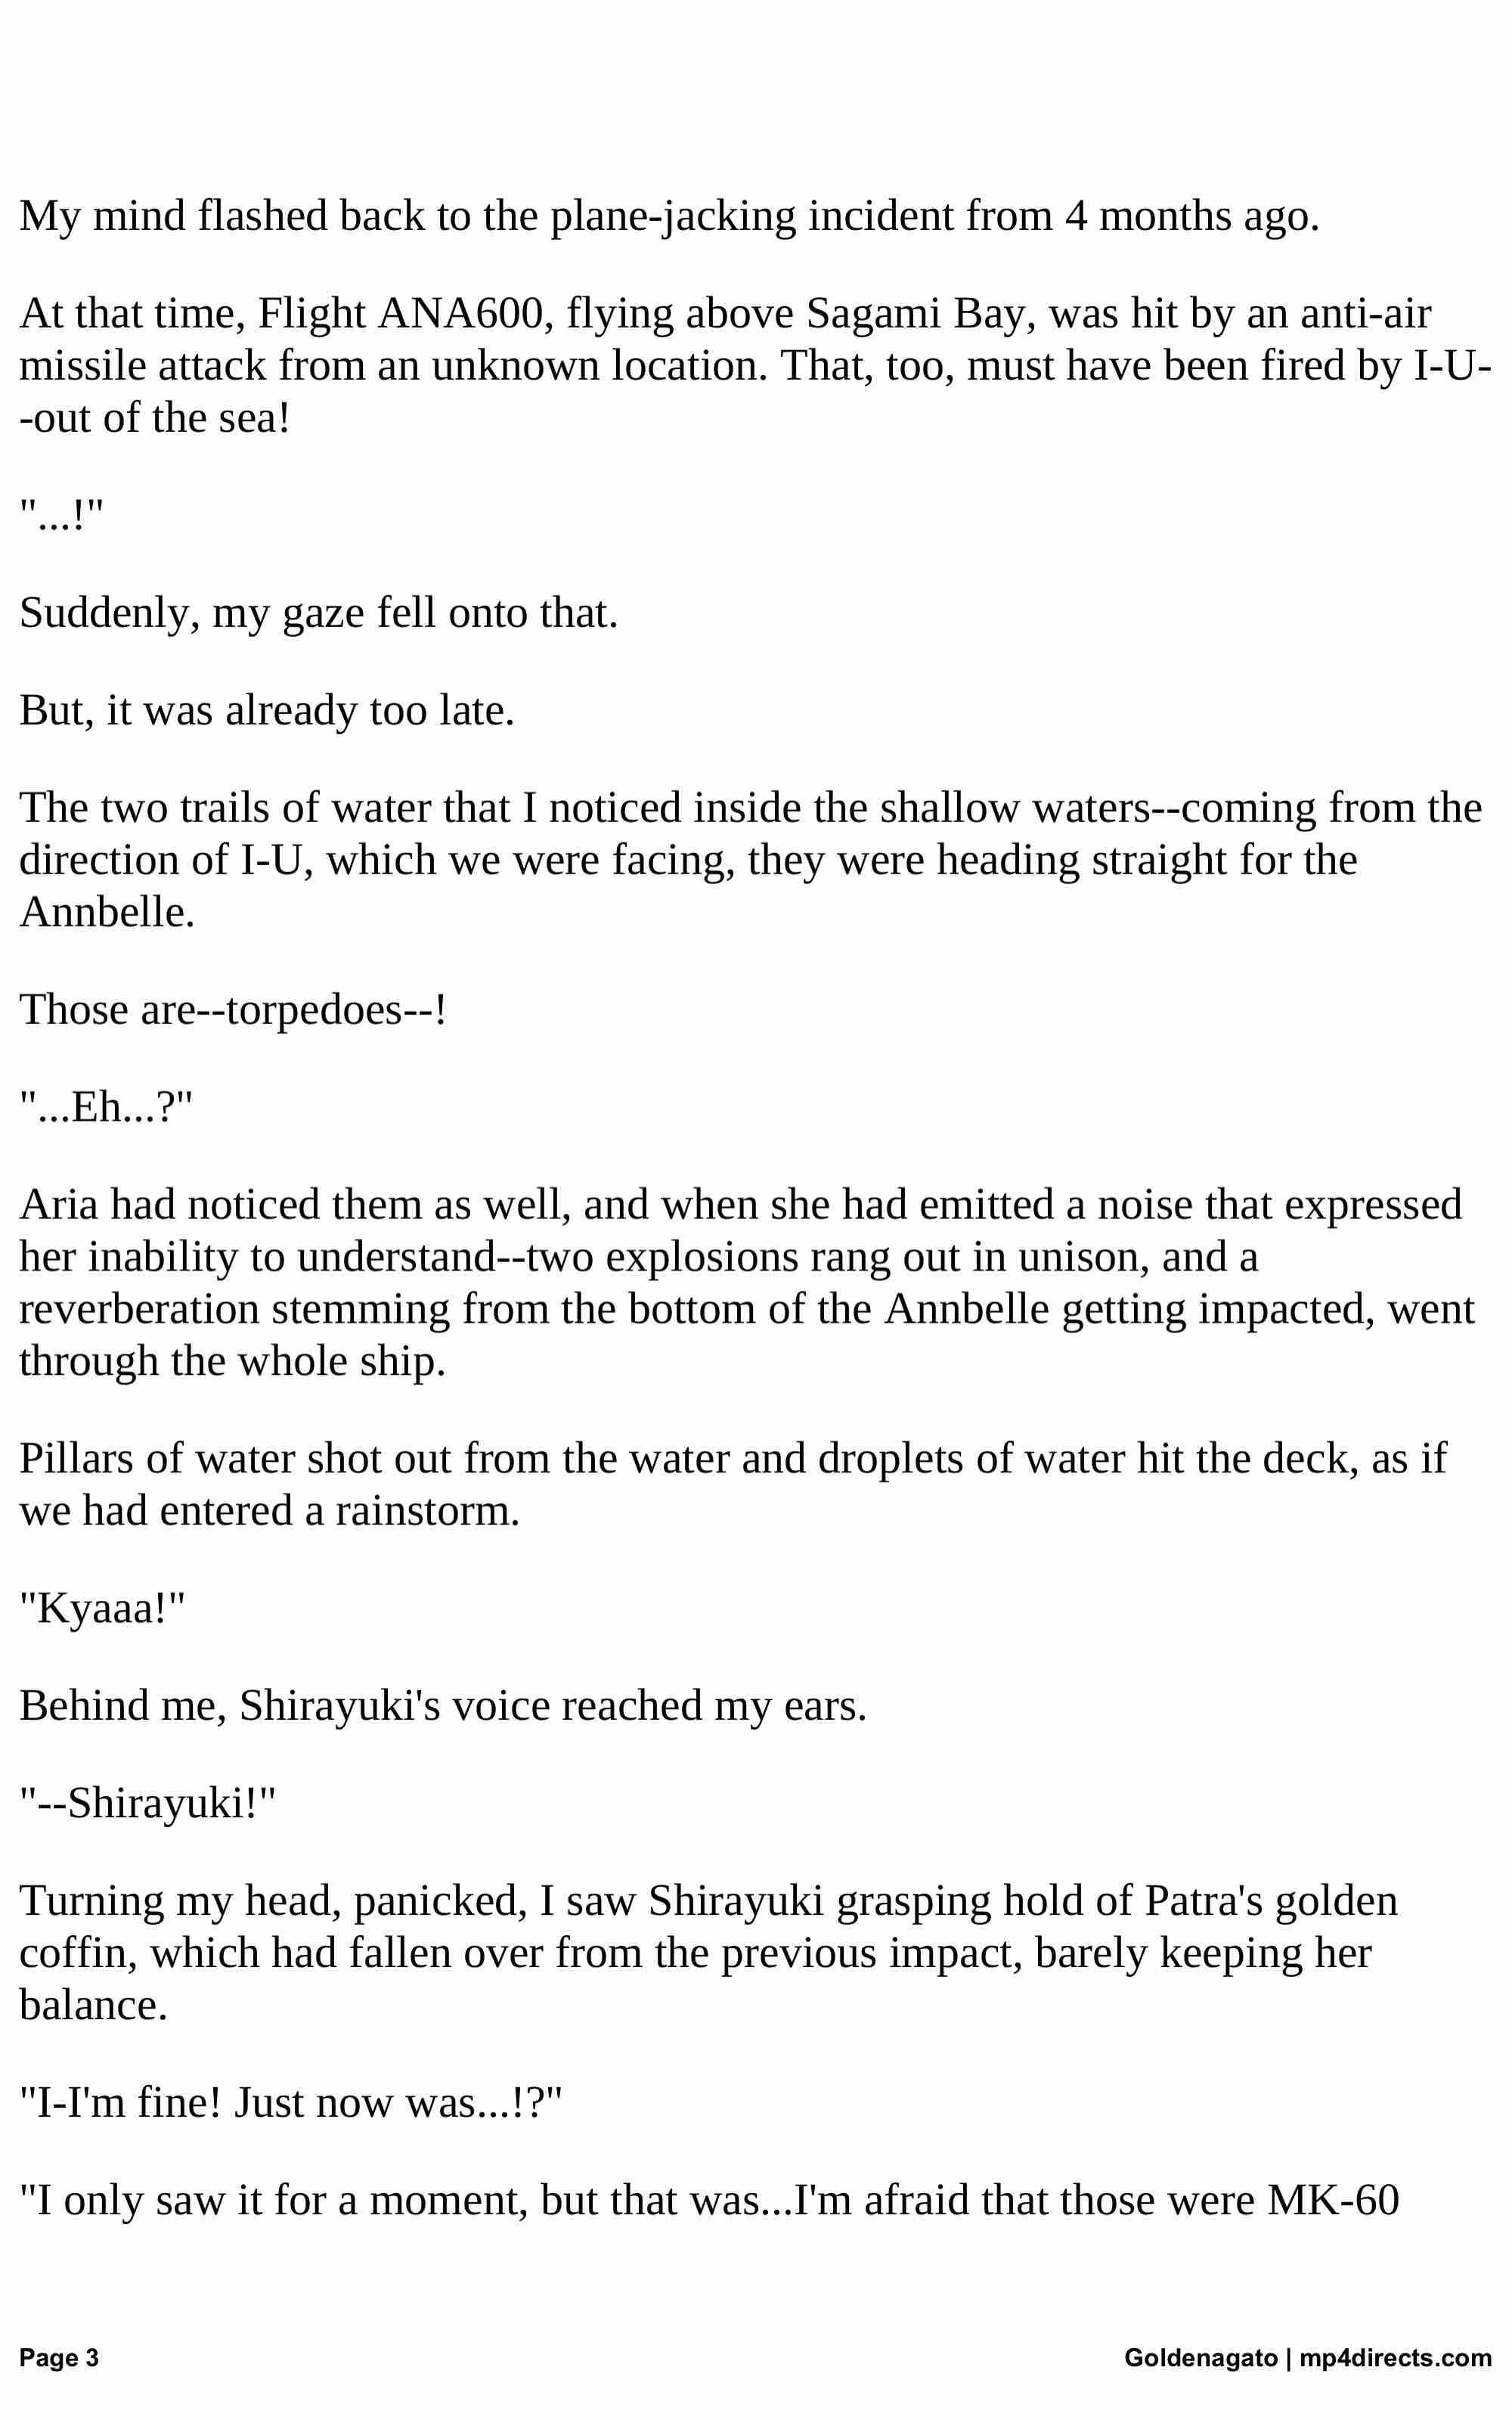 My mind flashed back to the plane-jacking incident from 4 months ago.
At that time, Flight ANA600, flying above Sagami Bay, was hit by an anti-air
missile attack from an unknown location. That, too, must have been fired by I-U-
-out of the sea!
"...!"
Suddenly, my gaze fell onto that.
But, it was already too late.
The two trails of water that I noticed inside the shallow waters--coming from the
direction of I-U, which we were facing, they were heading straight for the
Annbelle.
Those are--torpedoes--!
"...Eh...?"
Aria had noticed them as well, and when she had emitted a noise that expressed
her inability to understand--two explosions rang out in unison, and a
reverberation stemming from the bottom of the Annbelle getting impacted, went
through the whole ship.
Pillars of water shot out from the water and droplets of water hit the deck, as if
we had entered a rainstorm.
"Kyaaa!"
Behind me, Shirayuki's voice reached my ears.
"--Shirayuki!"
Turning my head, panicked, I saw Shirayuki grasping hold of Patra's golden
coffin, which had fallen over from the previous impact, barely keeping her
balance.
"I-I'm fine! Just now was...!?"
"I only saw it for a moment, but that was...I'm afraid that those were MK-60
Page 3
Goldenagato | mp4directs.com